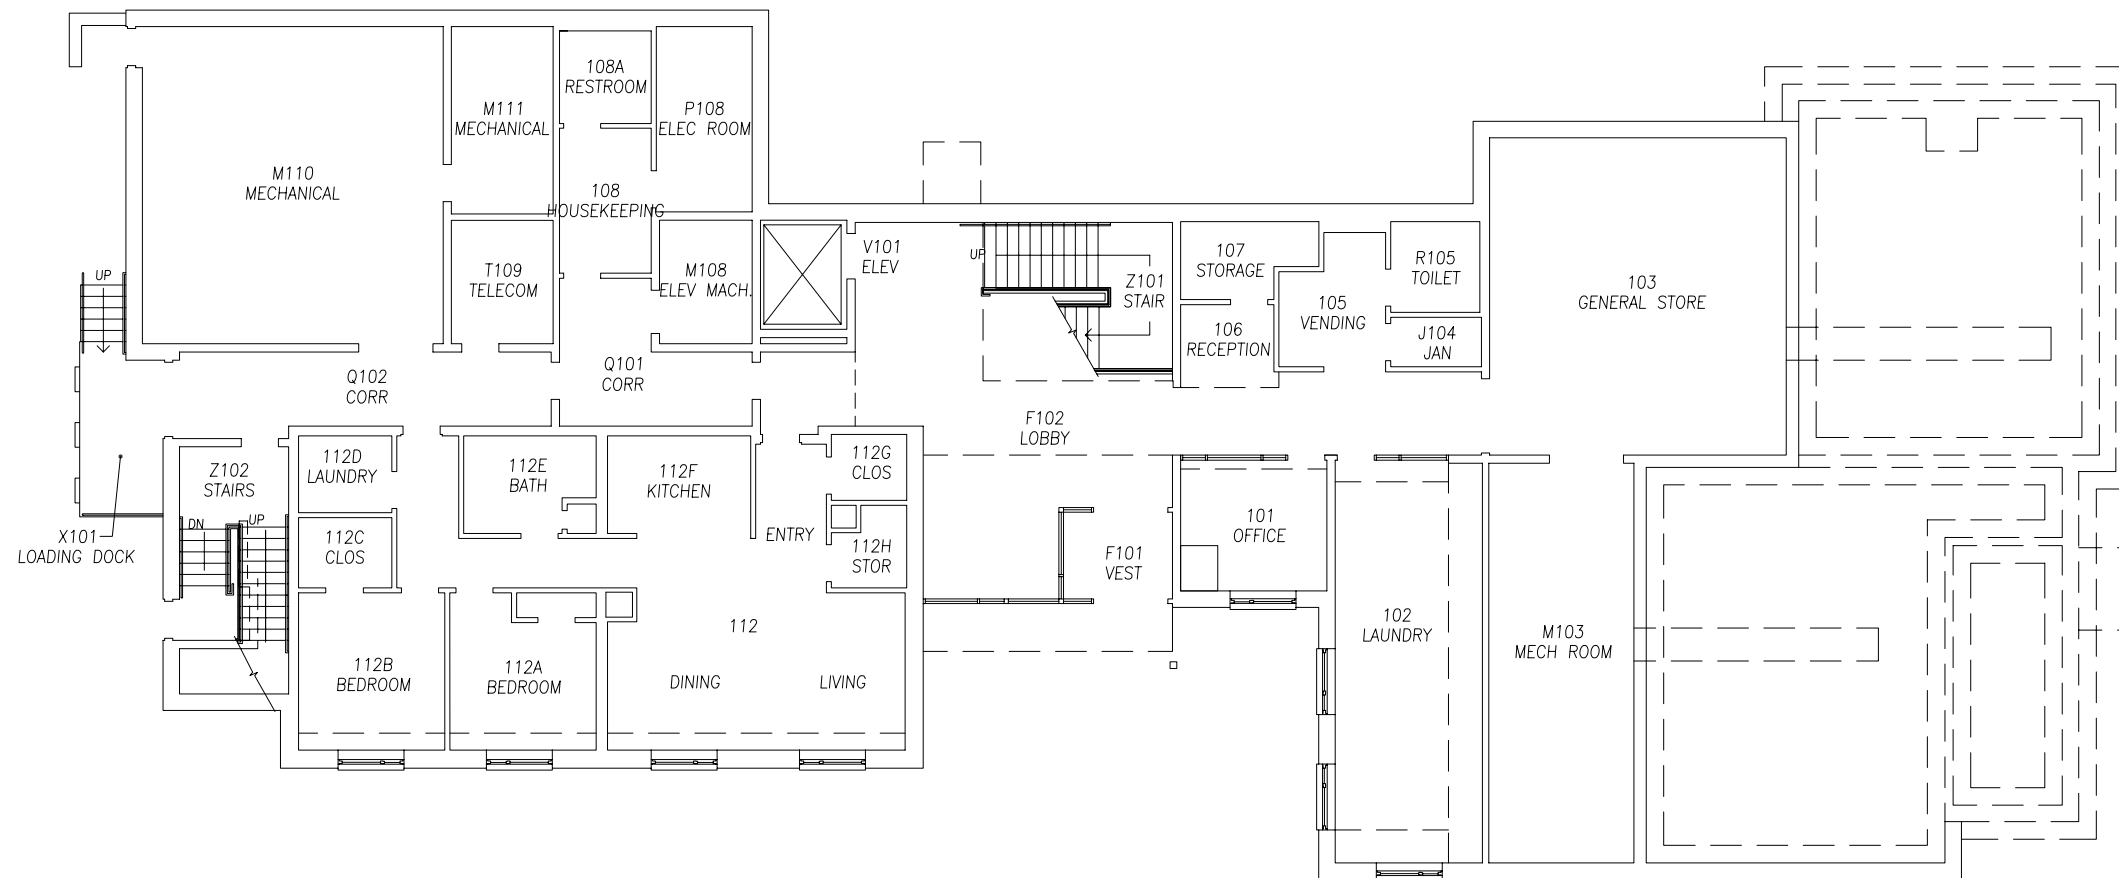 108A
RESTROOM
M111
MECHANICAL
P108
ELEC ROOM
M110
MECHANICAL
108
HOUSEKEEPING
V101
ELEV
UP
107
STORAGE
R105
TOILET
UP
T109
TELECOM
M108
ELEV MACH.
Z101
STAIR
105
VENDING
103
GENERAL STORE
106
RECEPTION
J104
JAN
Q102
CORR
Q101
CORR
F102
LOBBY
Z102
STAIRS
112D
LAUNDRY
112E
BATH
112F
KITCHEN
112G
CLOS
DN
UP
X101
LOADING DOCK
112C
CLOS
ENTRY
112H
STOR
F101
VEST
101
OFFICE
112
102
LAUNDRY
M103
MECH ROOM
112B
BEDROOM
112A
BEDROOM
DINING
LIVING